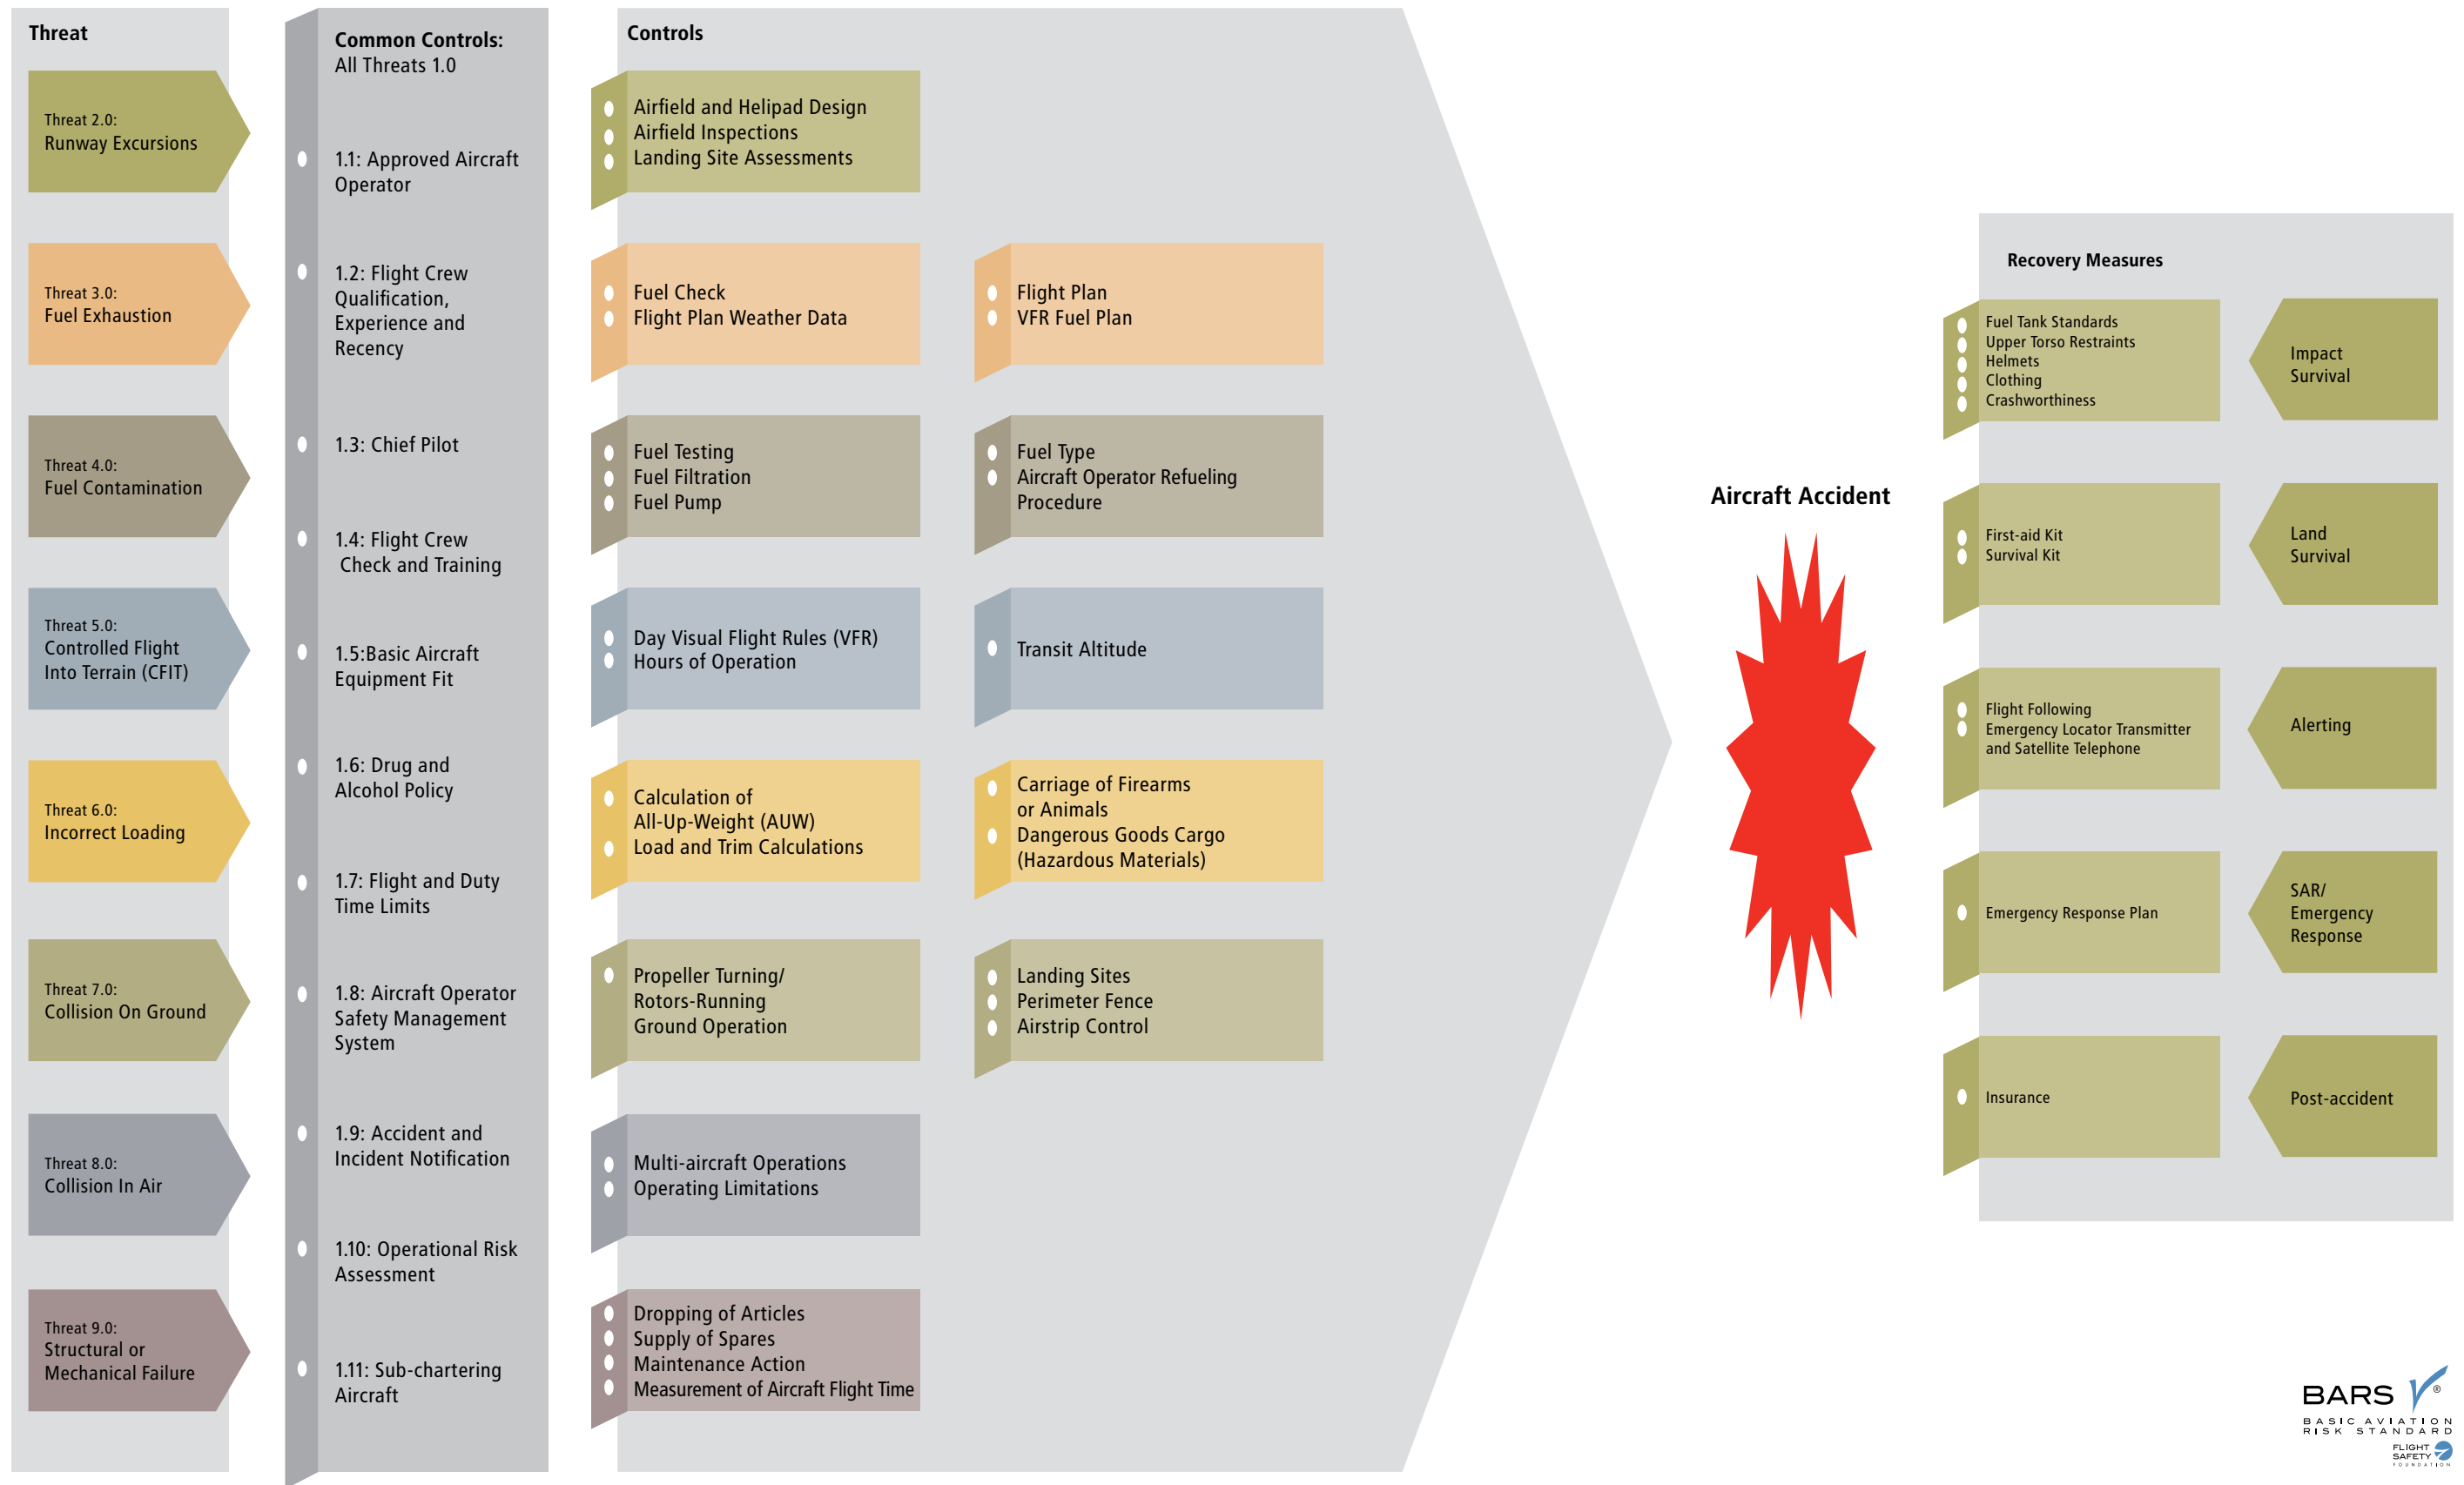 Threat
Threat 2.0:
Runway Excursions
Threat 3.0:
Fuel Exhaustion
Threat 4.0:
Fuel Contamination
Threat 5.0:
Controlled Flight
Into Terrain (CFIT)
Threat 6.0:
Incorrect Loading
Threat 7.0:
Collision On Ground
Threat 8.0:
Collision In Air
Threat 9.0:
Structural or
Mechanical Failure
Common Controls:
All Threats 1.0
1.1: Approved Aircraft
Operator
1.2: Flight Crew
Qualification,
Experience and
Recency
1.3: Chief Pilot
1.4: Flight Crew
Check and Training
1.5:Basic Aircraft
Equipment Fit
1.6: Drug and
Alcohol Policy
1.7: Flight and Duty
Time Limits
1.8: Aircraft Operator
Safety Management
System
1.9: Accident and
Incident Notification
1.10: Operational Risk
Assessment
1.11: Sub-chartering
Aircraft
Controls
Airfield and Helipad Design
Airfield Inspections
Landing Site Assessments
Fuel Check
Flight Plan Weather Data
Flight Plan
VFR Fuel Plan
Fuel Testing
Fuel Filtration
Fuel Pump
Fuel Type
Aircraft Operator Refueling
Procedure
Day Visual Flight Rules (VFR)
Hours of Operation
Transit Altitude
Calculation of
All-Up-Weight (AUW)
Load and Trim Calculations
Carriage of Firearms
or Animals
Dangerous Goods Cargo
(Hazardous Materials)
Propeller Turning/
Rotors-Running
Ground Operation
Landing Sites
Perimeter Fence
Airstrip Control
Multi-aircraft Operations
Operating Limitations
Dropping of Articles
Supply of Spares
Maintenance Action
Measurement of Aircraft Flight Time
Aircraft Accident
Recovery Measures
Fuel Tank Standards
Upper Torso Restraints
Helmets
Clothing
Crashworthiness
Impact
Survival
First-aid Kit
Survival Kit
Land
Survival
Flight Following
Emergency Locator Transmitter
and Satellite Telephone
Alerting
Emergency Response Plan
SAR/
Emergency
Response
Insurance
Post-accident
BARS ®
BASIC AVIATION
RISK STANDARD
FLIGHT
SAFETY
FOUNDATION